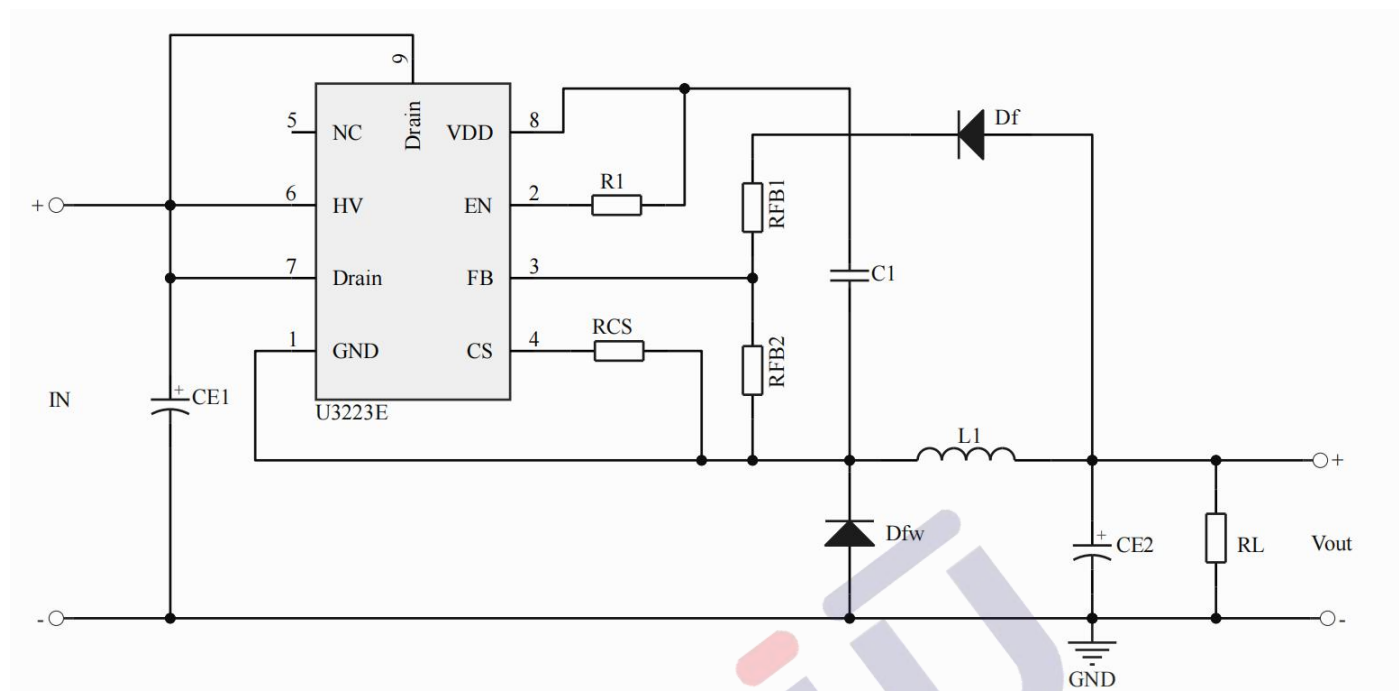 9
Drain
5 NC VDD 8
Df
+ 6 HV EN 2 R1 RFB1
7 Drain FB 3 C1
1 GND CS 4 RCS RFB2
IN + CE1
U3223E
L1
+
Dfw + CE2 RL Vout
- -
GND